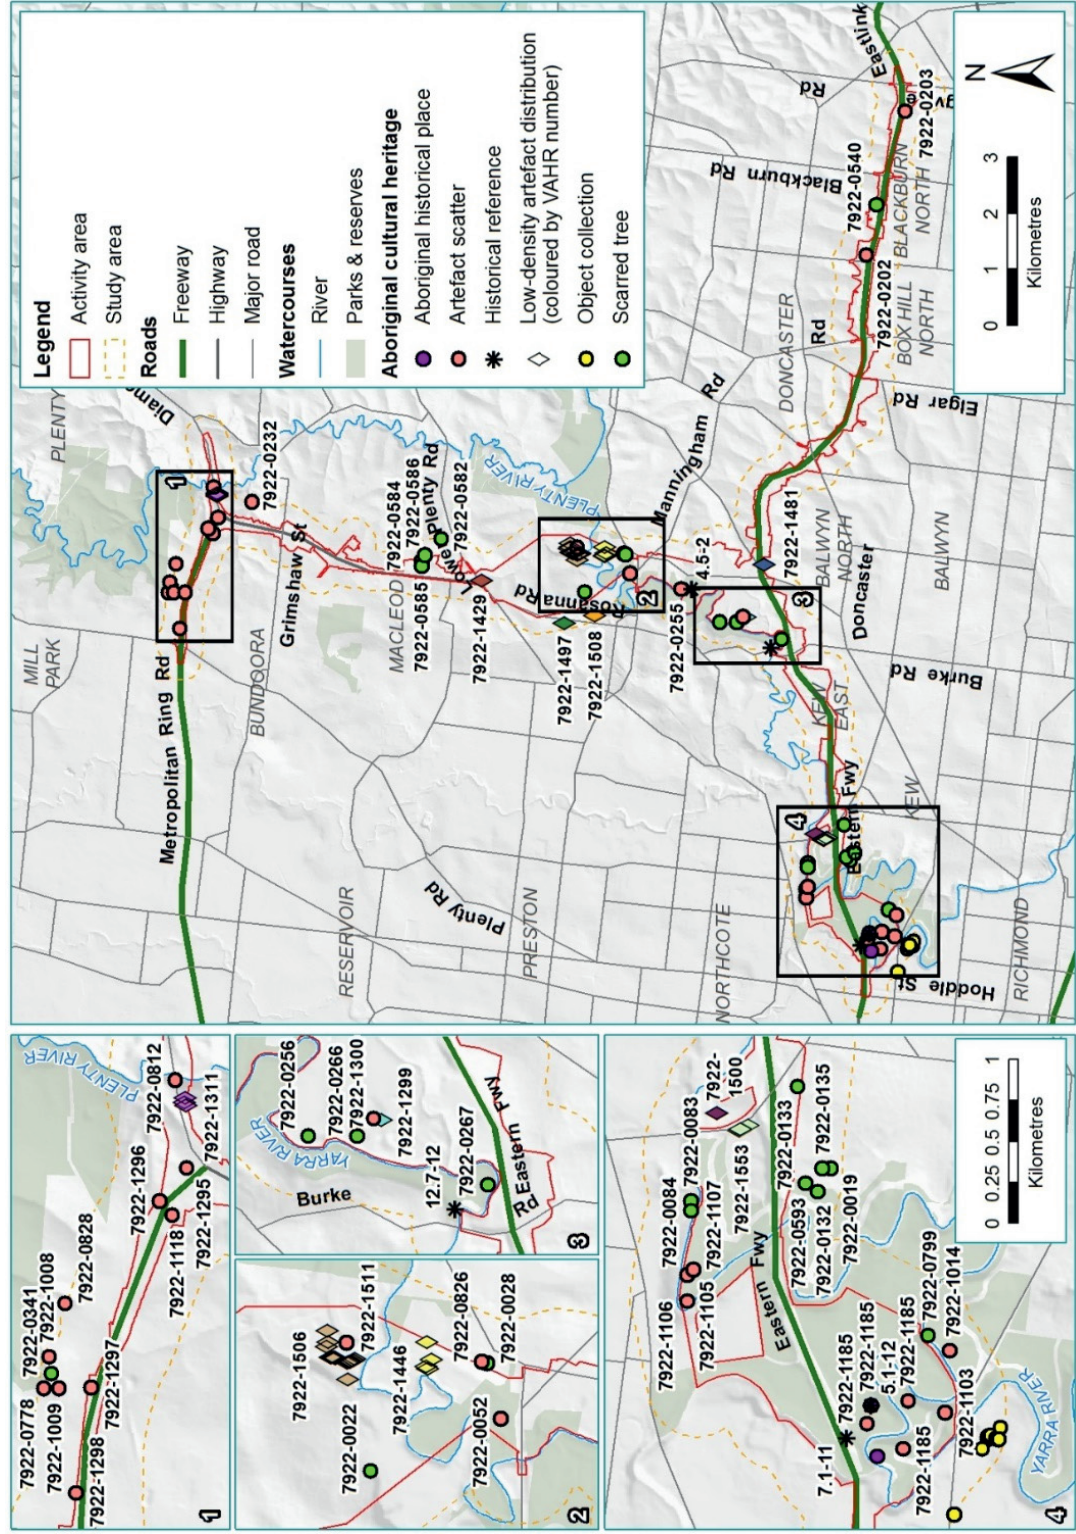 Legend
Activity area
Study area
Roads
Freeway
Highway
Major road
Watercourses
River
Parks & reserves
Aboriginal cultural heritage
Aboriginal historical place
Artefact scatter
Historical reference
Low-density artefact distribution
(coloured by VAHR number)
Object collection
Scarred tree
N
0 1 2 3
Kilometres
PLENTY
MILL
PARK
Metropolitan Ring Rd
1
7922-0232
BUNDOORA
Grimshaw St
MACLEOD
7922-0584
7922-0586
7922-0585
7922-0582
Lower Plenty Rd
7922-1429
PLENTY RIVER
RESERVOIR
Plenty Rd
PRESTON
7922-1497
7922-1508
Rosanna Rd
2
Manningham Rd
7922-0255
4.5-2
NORTHCOTE
3
7922-1481
DONCASTER
Rd
BALWYN
NORTH
Doncaster
BALWYN
Burke Rd
KEW
EAST
4
Eastern Fwy
KEW
Hoddle St
RICHMOND
Elgar Rd
7922-0202
BOX HILL
NORTH
7922-0540
Blackburn Rd
BLACKBURN
NORTH
Rd
Eastlink
7922-0203
1
PLENTY RIVER
7922-0812
7922-1311
7922-1296
7922-1295
7922-1118
7922-0828
7922-1008
7922-0341
7922-0778
7922-1009
7922-1297
7922-1298
2
7922-1506
7922-1511
7922-0022
7922-1446
7922-0826
7922-0028
7922-0052
3
7922-0256
YARRA RIVER
7922-0266
7922-1300
7922-1299
Burke
Rd
12.7-12
7922-0267
Eastern Fwy
4
7922-0083
7922-
1500
7922-0084
7922-1107
7922-1553
7922-1106
7922-1105
Eastern Fwy
7922-0133
7922-0135
7922-0593
7922-0132
7922-0019
7.1-11
7922-1185
7922-1185
5.1-12
7922-1185
7922-0799
7922-1014
7922-1185
7922-1103
YARRA RIVER
0 0.25 0.5 0.75 1
Kilometres